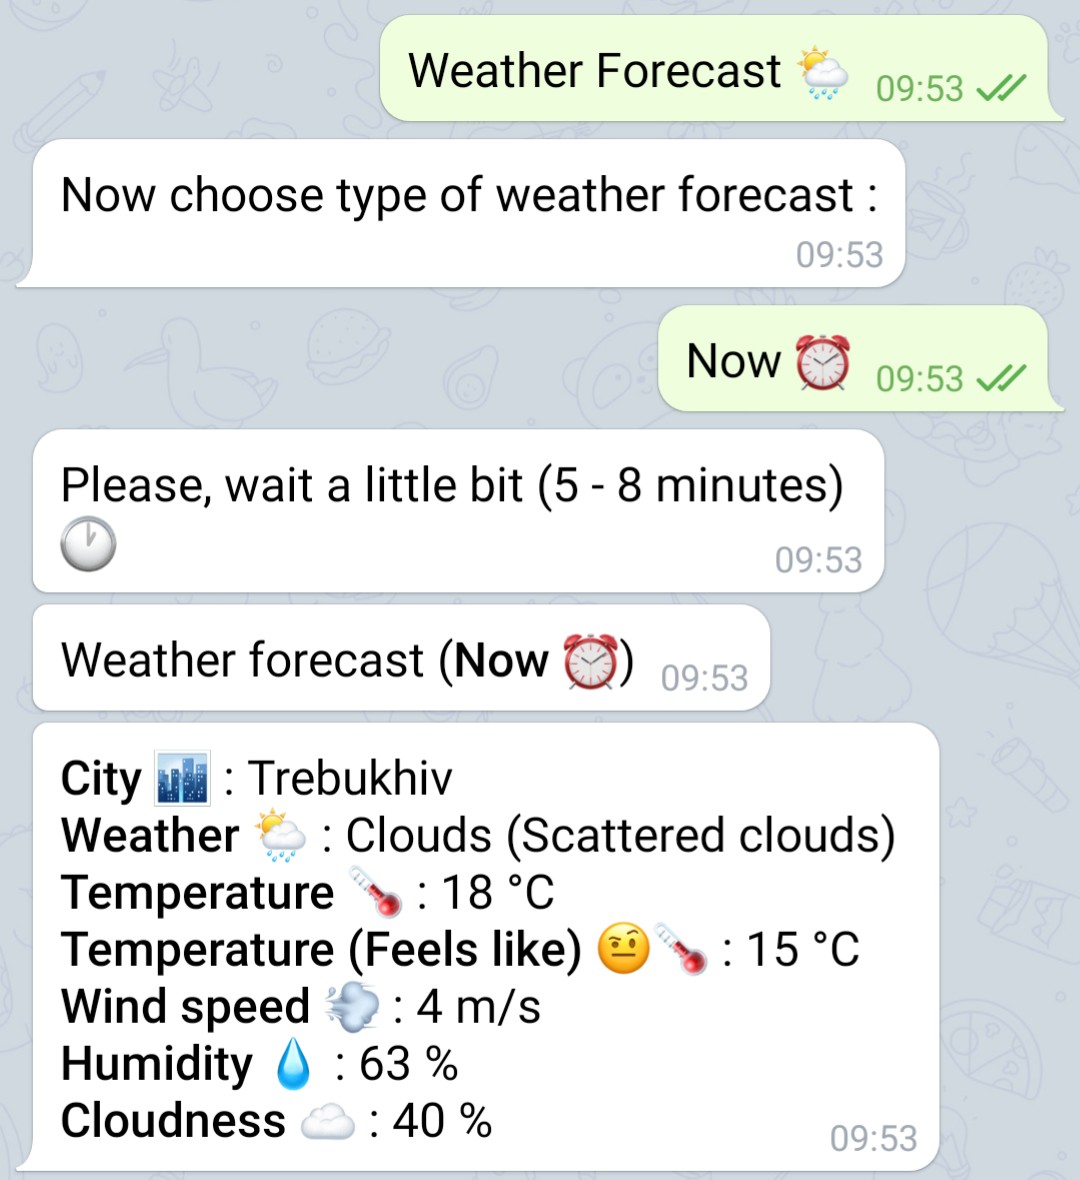 Weather Forecast 🌦 09:53
Now choose type of weather forecast :
09:53
Now ⏰ 09:53
Please, wait a little bit (5 - 8 minutes)
🕐 09:53
Weather forecast (Now ⏰) 09:53
City 🏙 : Trebukhiv
Weather 🌦 : Clouds (Scattered clouds)
Temperature 🌡 : 18 °C
Temperature (Feels like) 🤨🌡 : 15 °C
Wind speed 💨 : 4 m/s
Humidity 💧 : 63 %
Cloudness ☁️ : 40 %
09:53